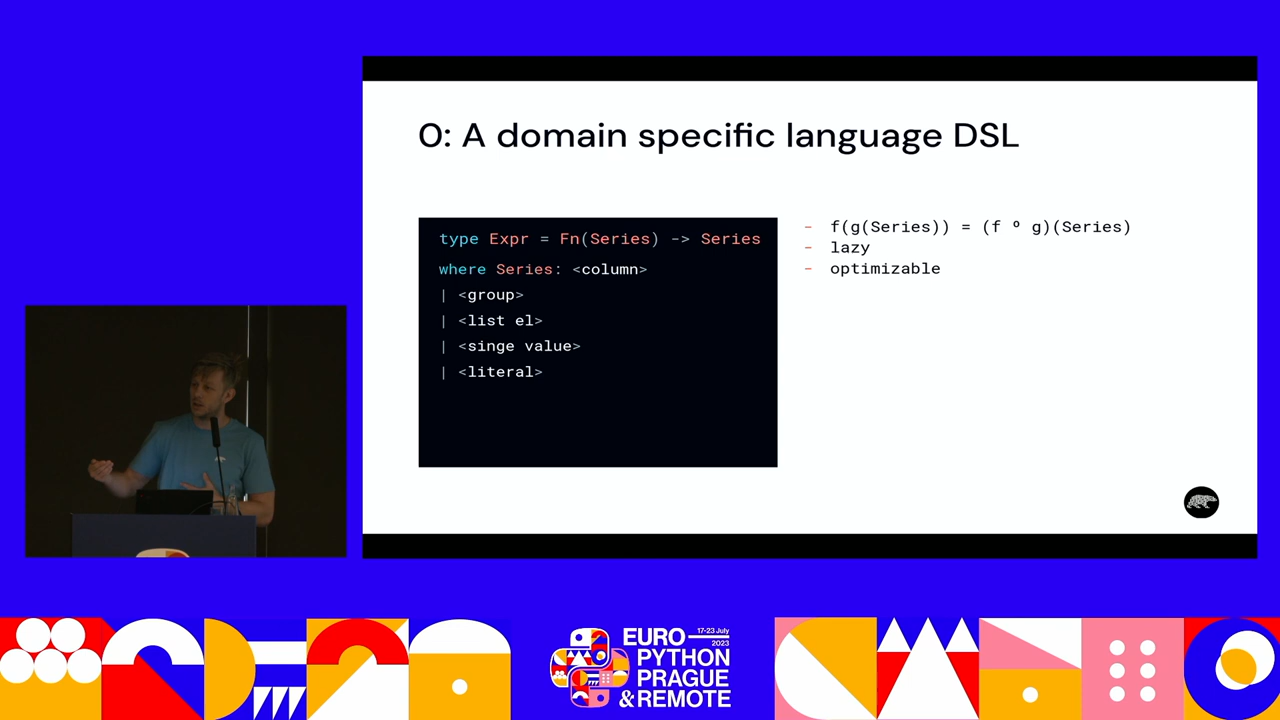 0: A domain specific language DSL
type Expr = Fn(Series) -> Series
where Series: <column>
| <group>
| <list el>
| <singe value>
| <literal>
- f(g(Series)) = (f º g)(Series)
- lazy
- optimizable
EURO
17-23 July
2023
PYTHON
PRAGUE
& REMOTE